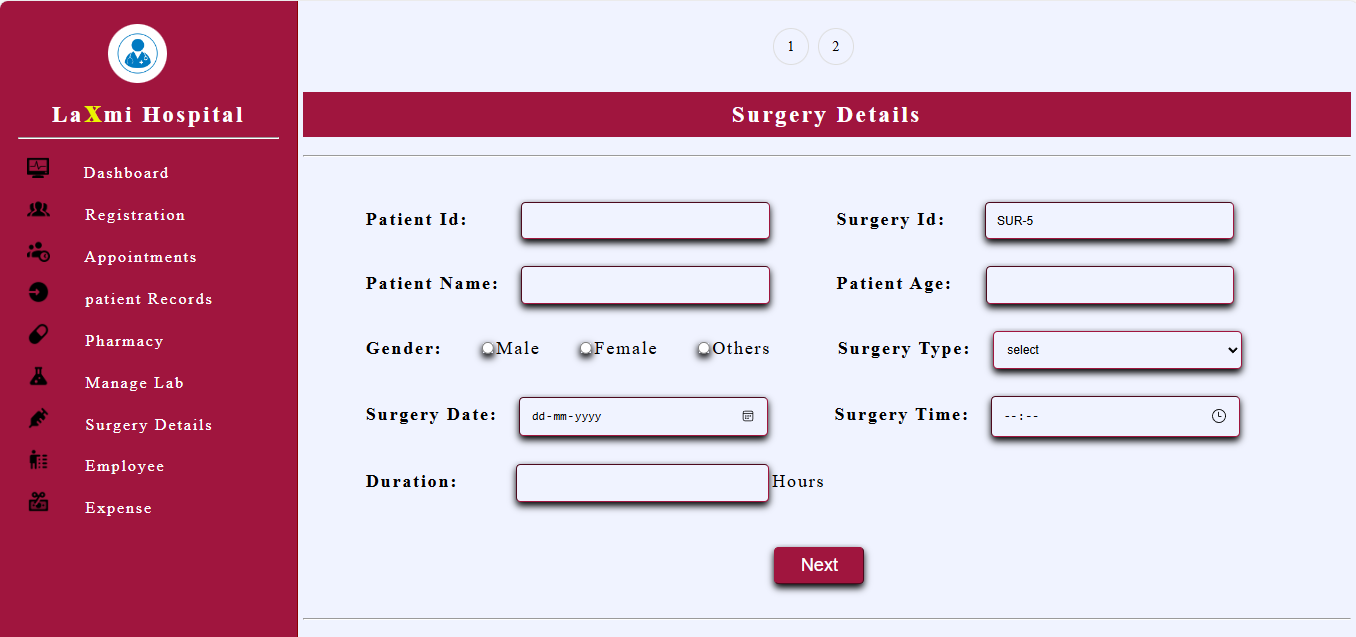 LaXmi Hospital
Dashboard
Registration
Appointments
patient Records
Pharmacy
Manage Lab
Surgery Details
Employee
Expense
1 2
Surgery Details
Patient Id: Surgery Id: SUR-5
Patient Name: Patient Age:
Gender: Male Female Others Surgery Type: select
Surgery Date: dd-mm-yyyy Surgery Time: --:--
Duration: Hours
Next